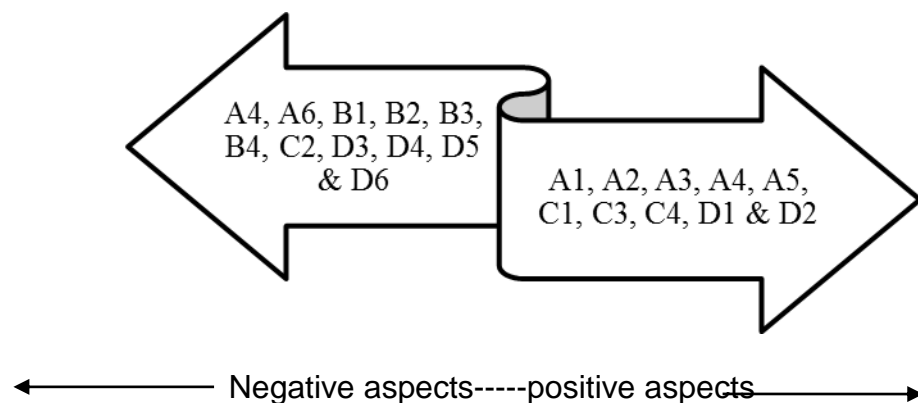 A4, A6, B1, B2, B3,
B4, C2, D3, D4, D5
& D6
A1, A2, A3, A4, A5,
C1, C3, C4, D1 & D2
Negative aspects-----positive aspects